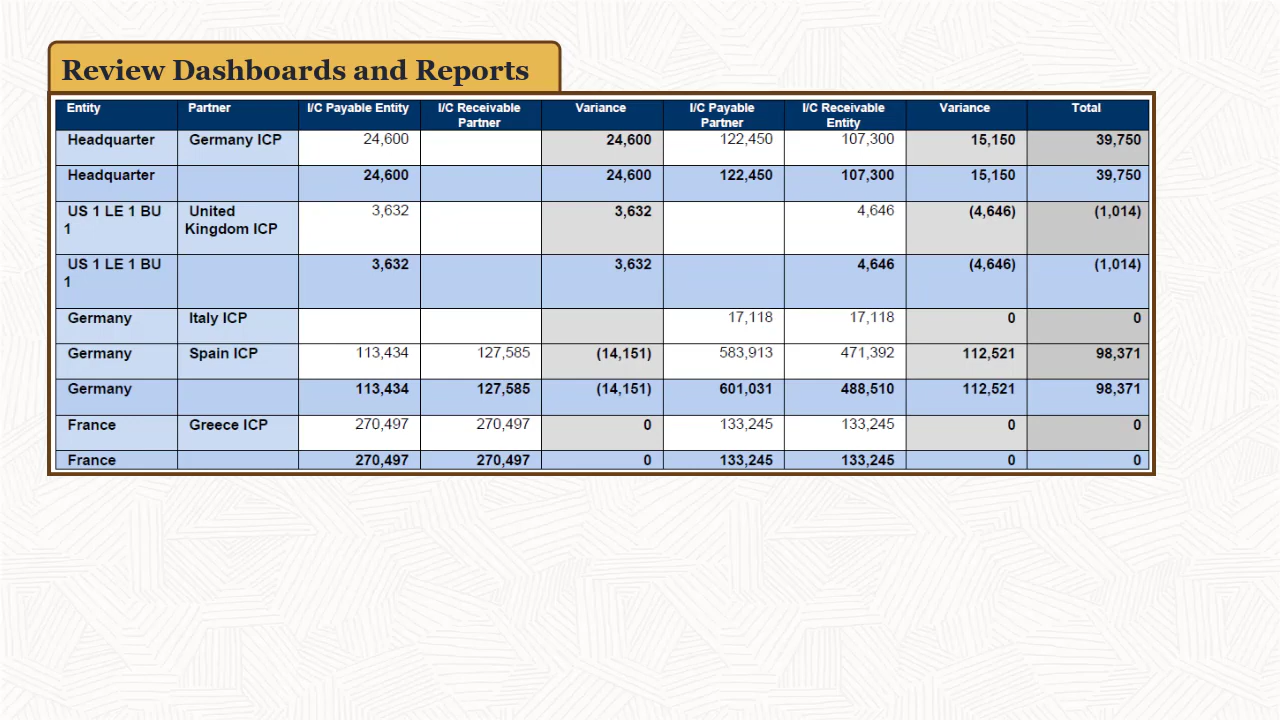 Review Dashboards and Reports
Entity Partner I/C Payable Entity I/C Receivable Partner Variance I/C Payable Partner I/C Receivable Entity Variance Total
Headquarter Germany ICP 24,600 24,600 122,450 107,300 15,150 39,750
Headquarter 24,600 24,600 122,450 107,300 15,150 39,750
US 1 LE 1 BU 1 United Kingdom ICP 3,632 3,632 4,646 (4,646) (1,014)
US 1 LE 1 BU 1 3,632 3,632 4,646 (4,646) (1,014)
Germany Italy ICP 17,118 17,118 0 0
Germany Spain ICP 113,434 127,585 (14,151) 583,913 471,392 112,521 98,371
Germany 113,434 127,585 (14,151) 601,031 488,510 112,521 98,371
France Greece ICP 270,497 270,497 0 133,245 133,245 0 0
France 270,497 270,497 0 133,245 133,245 0 0